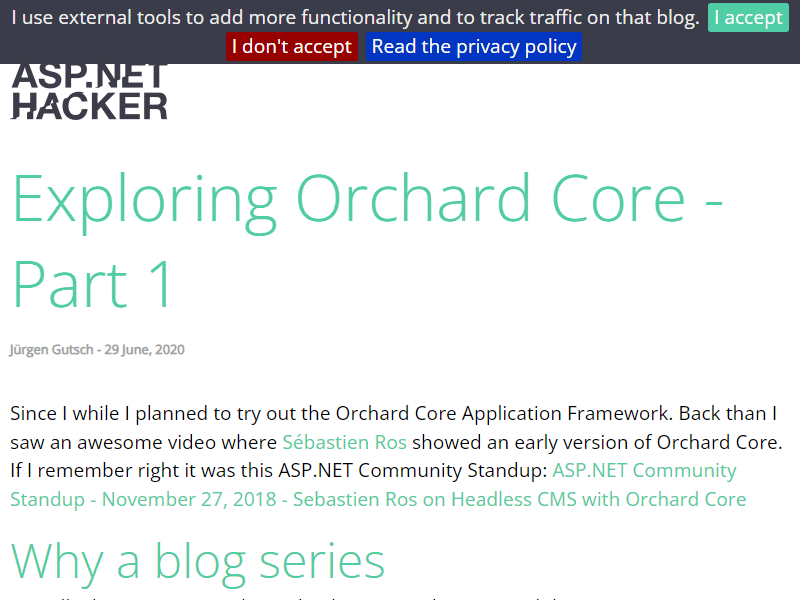 I use external tools to add more functionality and to track traffic on that blog. I accept
I don't accept Read the privacy policy
ASP.NET
HACKER
Exploring Orchard Core -
Part 1
Jürgen Gutsch - 29 June, 2020
Since I while I planned to try out the Orchard Core Application Framework. Back than I
saw an awesome video where Sébastien Ros showed an early version of Orchard Core.
If I remember right it was this ASP.NET Community Standup: ASP.NET Community
Standup - November 27, 2018 - Sebastien Ros on Headless CMS with Orchard Core
Why a blog series